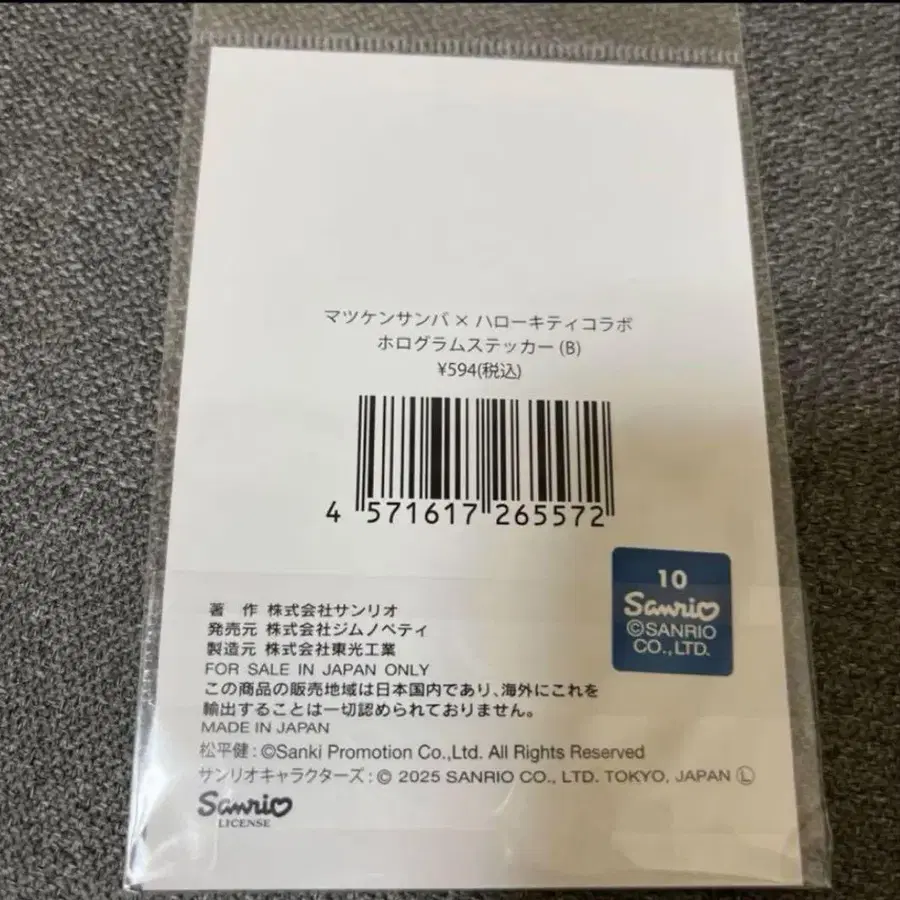 マツケンサンバ × ハローキティコラボ
ホログラムステッカー (B)
¥594(税込)
4 571617 265572
10
Sanrio
©SANRIO
CO.,LTD.
著　作 株式会社サンリオ
発売元 株式会社ジムノペティ
製造元 株式会社東光工業
FOR SALE IN JAPAN ONLY
この商品の販売地域は日本国内であり、海外にこれを
輸出することは一切認められておりません。
MADE IN JAPAN
松平健：©Sanki Promotion Co.,Ltd. All Rights Reserved
サンリオキャラクターズ：© 2025 SANRIO CO., LTD. TOKYO, JAPAN Ⓛ
Sanrio
LICENSE